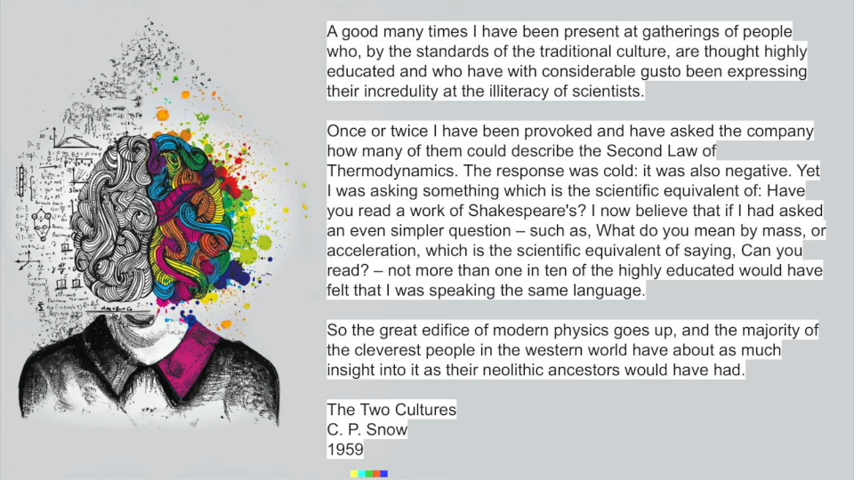 A good many times I have been present at gatherings of people
who, by the standards of the traditional culture, are thought highly
educated and who have with considerable gusto been expressing
their incredulity at the illiteracy of scientists.
Once or twice I have been provoked and have asked the company
how many of them could describe the Second Law of
Thermodynamics. The response was cold: it was also negative. Yet
I was asking something which is the scientific equivalent of: Have
you read a work of Shakespeare's? I now believe that if I had asked
an even simpler question – such as, What do you mean by mass, or
acceleration, which is the scientific equivalent of saying, Can you
read? – not more than one in ten of the highly educated would have
felt that I was speaking the same language.
So the great edifice of modern physics goes up, and the majority of
the cleverest people in the western world have about as much
insight into it as their neolithic ancestors would have had.
The Two Cultures
C. P. Snow
1959